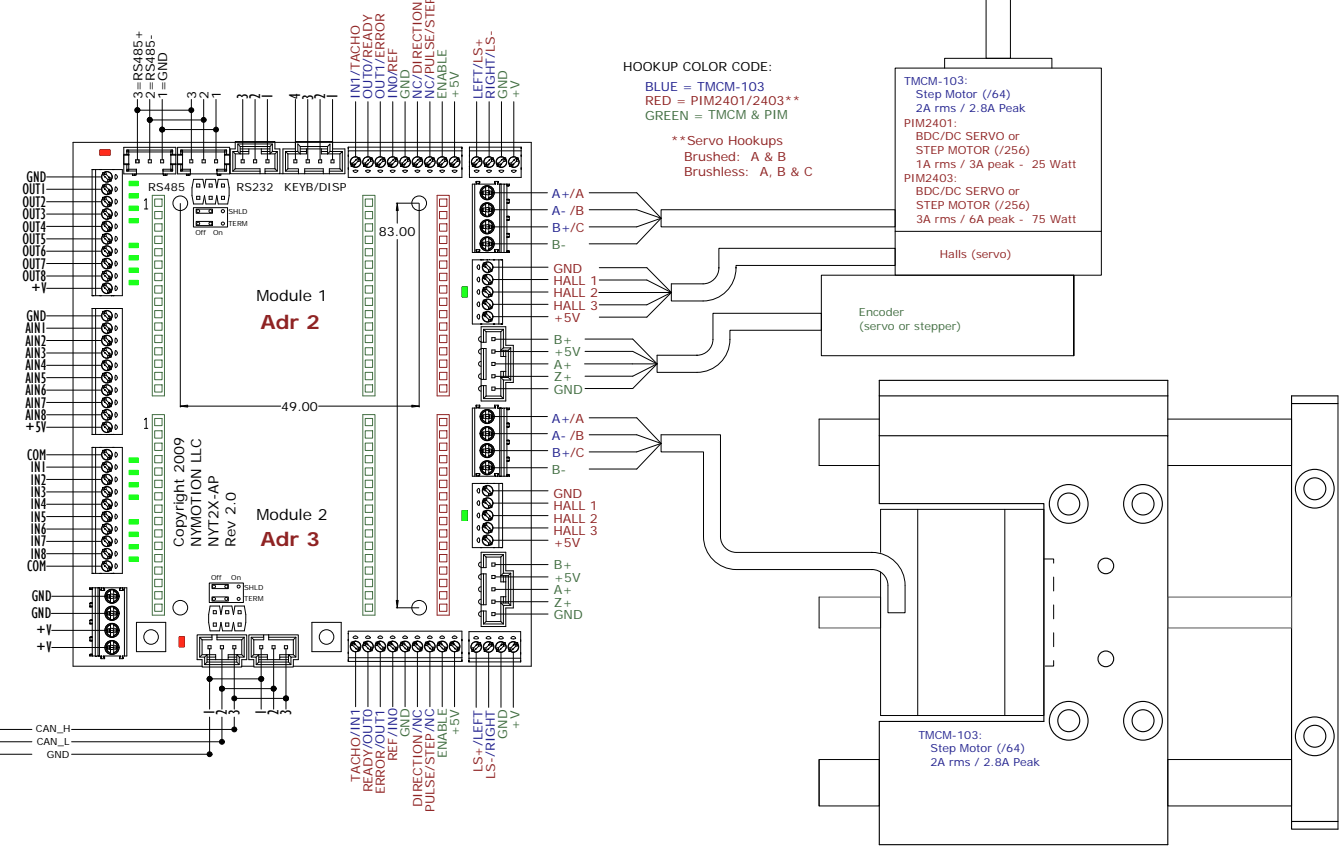 3=RS485+
2=RS485-
1=GND
3
2
1
3
2
1
4
3
2
1
IN1/TACHO
OUT0/READY
OUT1/ERROR
IN0/REF
GND
NC/DIRECTION
NC/PULSE/STEP
ENABLE
+5V
LEFT/LS+
RIGHT/LS-
GND
+V
HOOKUP COLOR CODE:
BLUE = TMCM-103
RED = PIM2401/2403**
GREEN = TMCM & PIM
**Servo Hookups
Brushed: A & B
Brushless: A, B & C
TMCM-103:
Step Motor (/64)
2A rms / 2.8A Peak
PIM2401:
BDC/DC SERVO or
STEP MOTOR (/256)
1A rms / 3A peak - 25 Watt
PIM2403:
BDC/DC SERVO or
STEP MOTOR (/256)
3A rms / 6A peak - 75 Watt
Halls (servo)
Encoder
(servo or stepper)
RS485
RS232
KEYB/DISP
SHLD
TERM
Off On
GND
OUT1
OUT2
OUT3
OUT4
OUT5
OUT6
OUT7
OUT8
+V
GND
AIN1
AIN2
AIN3
AIN4
AIN5
AIN6
AIN7
AIN8
+5V
COM
IN1
IN2
IN3
IN4
IN5
IN6
IN7
IN8
COM
GND
GND
+V
+V
1
83.00
Module 1
Adr 2
49.00
1
Copyright 2009
NYMOTION LLC
NYT2X-AP
Rev 2.0
Module 2
Adr 3
Off On
SHLD
TERM
A+/A
A- /B
B+/C
B-
GND
HALL 1
HALL 2
HALL 3
+5V
B+
+5V
A+
Z+
GND
A+/A
A- /B
B+/C
B-
GND
HALL 1
HALL 2
HALL 3
+5V
B+
+5V
A+
Z+
GND
1
2
3
1
2
3
CAN_H
CAN_L
GND
TACHO/IN1
READY/OUT0
ERROR/OUT1
REF/IN0
GND
DIRECTION/NC
PULSE/STEP/NC
ENABLE
+5V
LS+/LEFT
LS-/RIGHT
GND
+V
TMCM-103:
Step Motor (/64)
2A rms / 2.8A Peak